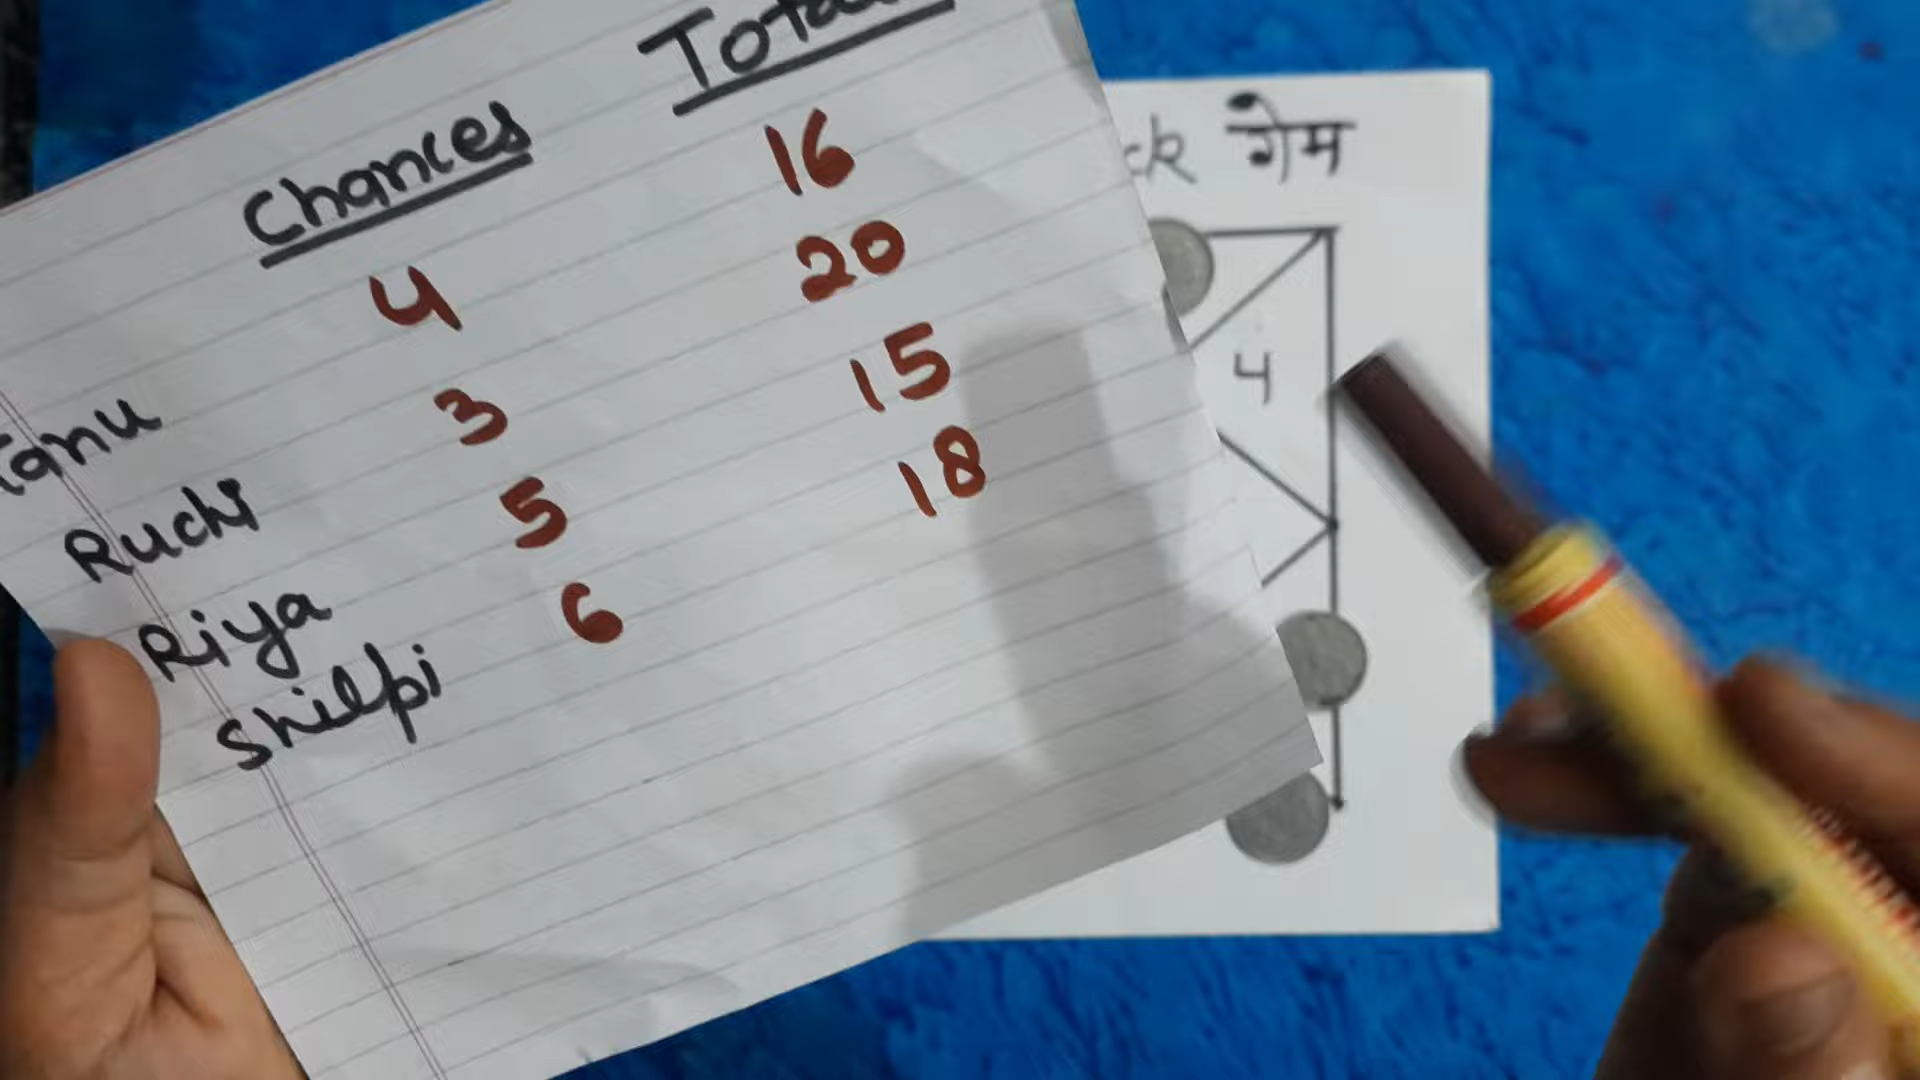 Chances Total
Tanu 4 16
Ruchi 3 20
Riya 5 15
Shilpi 6 18
गेम
4